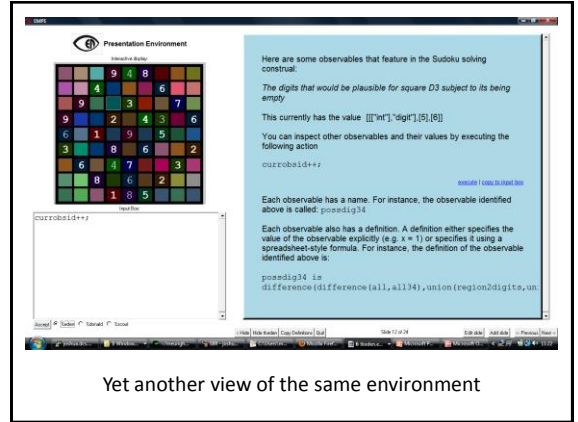 DMPE
Presentation Environment
Interactive display
9 4 8
4 6
9 3 7
9 2 4 3 6
6 1 9 5
3 8 6 2
6 4 7 3
8 6 2
1 8 5
Input Box
currobsid++;
Accept
Here are some observables that feature in the Sudoku solving
construal:
The digits that would be plausible for square D3 subject to its being
empty
This currently has the value [[["int"],"digit"],[5],[6]]
You can inspect other observables and their values by executing the
following action
currobsid++;
execute | copy to input box
Each observable has a name. For instance, the observable identified
above is called: possdig34
Each observable also has a definition. A definition either specifies the
value of the observable explicitly (e.g. x = 1) or specifies it using a
spreadsheet-style formula. For instance, the definition of the observable
identified above is:
possdig34 is
difference(difference(all,all34),union(region2digits,un
Hide Copy Definitions Quit Slide 12 of 24 Edit slide Add slide < Previous Next >
11:22
Yet another view of the same environment